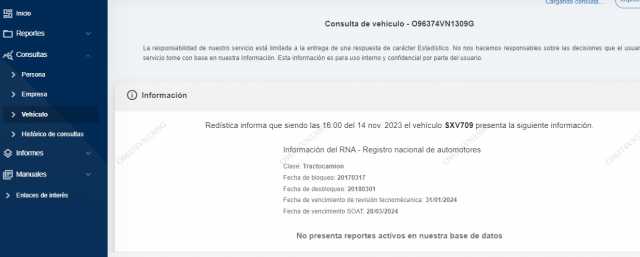 Cargando consulta...
Inicio
Reportes
Consulta de vehículo - O96374VN1309G
Consultas
La responsabilidad de nuestro servicio está limitada a la entrega de una respuesta de carácter Estadístico. No nos hacemos responsables sobre las decisiones que el
servicio tome con base en nuestra Información. Esta información es para uso interno y confidencial por parte del usuario.
Persona
Empresa
Información
Vehículo
Histórico de consultas
Redistica informa que siendo las 16:00 del 14 nov. 2023 el vehículo SXV709 presenta la siguiente información.
Informes
Información del RNA - Registro nacional de automotores
Manuales
Clase: Tractocamion
Fecha de bloqueo: 20170317
Fecha de desbloqueo: 20180301
Enlaces de interés
Fecha de vencimiento de revisión tecnomecánica: 31/01/2024
Fecha de vencimiento SOAT: 20/03/2024
No presenta reportes activos en nuestra base de datos